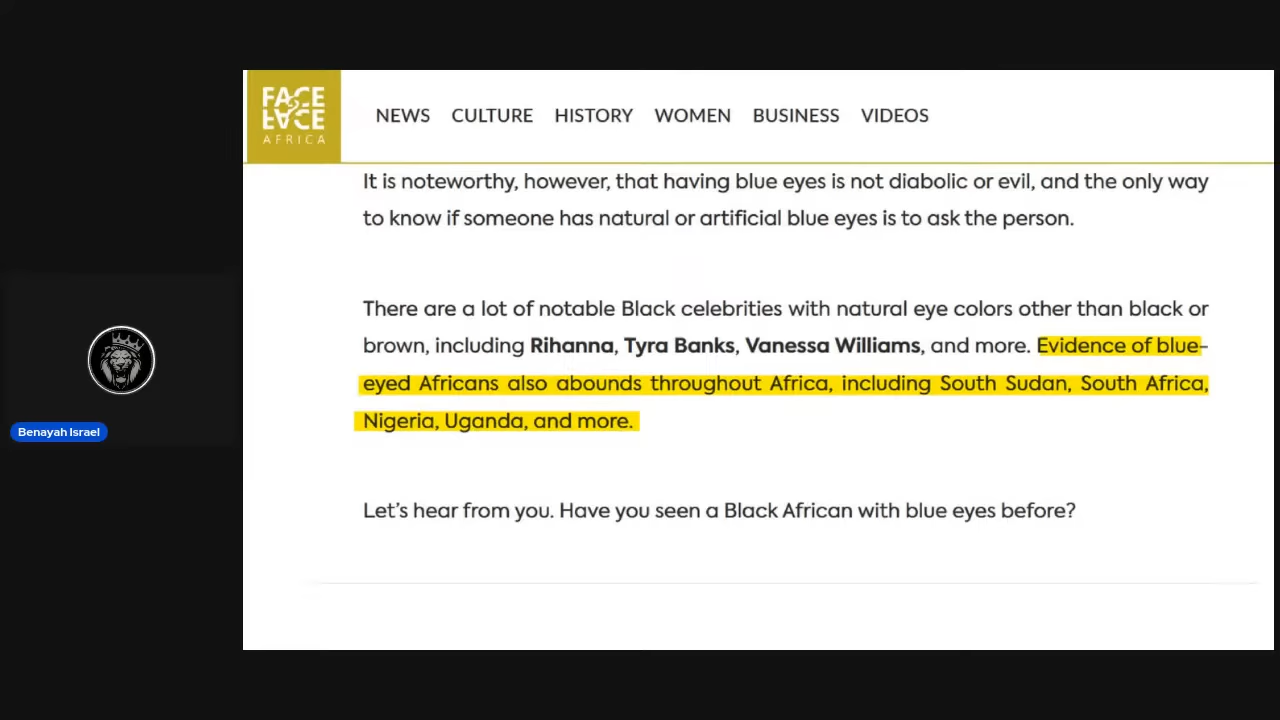 FACE
2
FACE
AFRICA
NEWS CULTURE HISTORY WOMEN BUSINESS VIDEOS
It is noteworthy, however, that having blue eyes is not diabolic or evil, and the only way
to know if someone has natural or artificial blue eyes is to ask the person.
There are a lot of notable Black celebrities with natural eye colors other than black or
brown, including Rihanna, Tyra Banks, Vanessa Williams, and more. Evidence of blue-
eyed Africans also abounds throughout Africa, including South Sudan, South Africa,
Nigeria, Uganda, and more.
Let’s hear from you. Have you seen a Black African with blue eyes before?
Benayah Israel